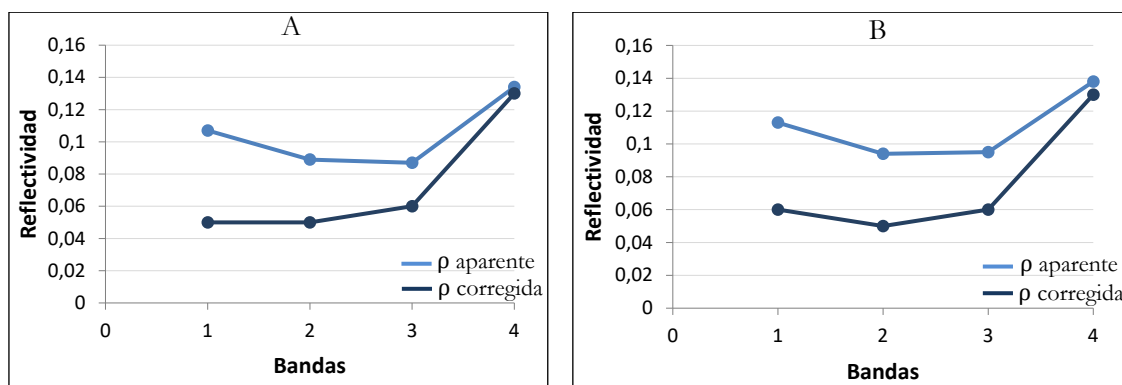 A
Reflectividad
0,16
0,14
0,12
0,1
0,08
0,06
0,04
0,02
0
ρ aparente
ρ corregida
0 1 2 3 4
Bandas
B
Reflectividad
0,16
0,14
0,12
0,1
0,08
0,06
0,04
0,02
0
ρ aparente
ρ corregida
0 1 2 3 4
Bandas